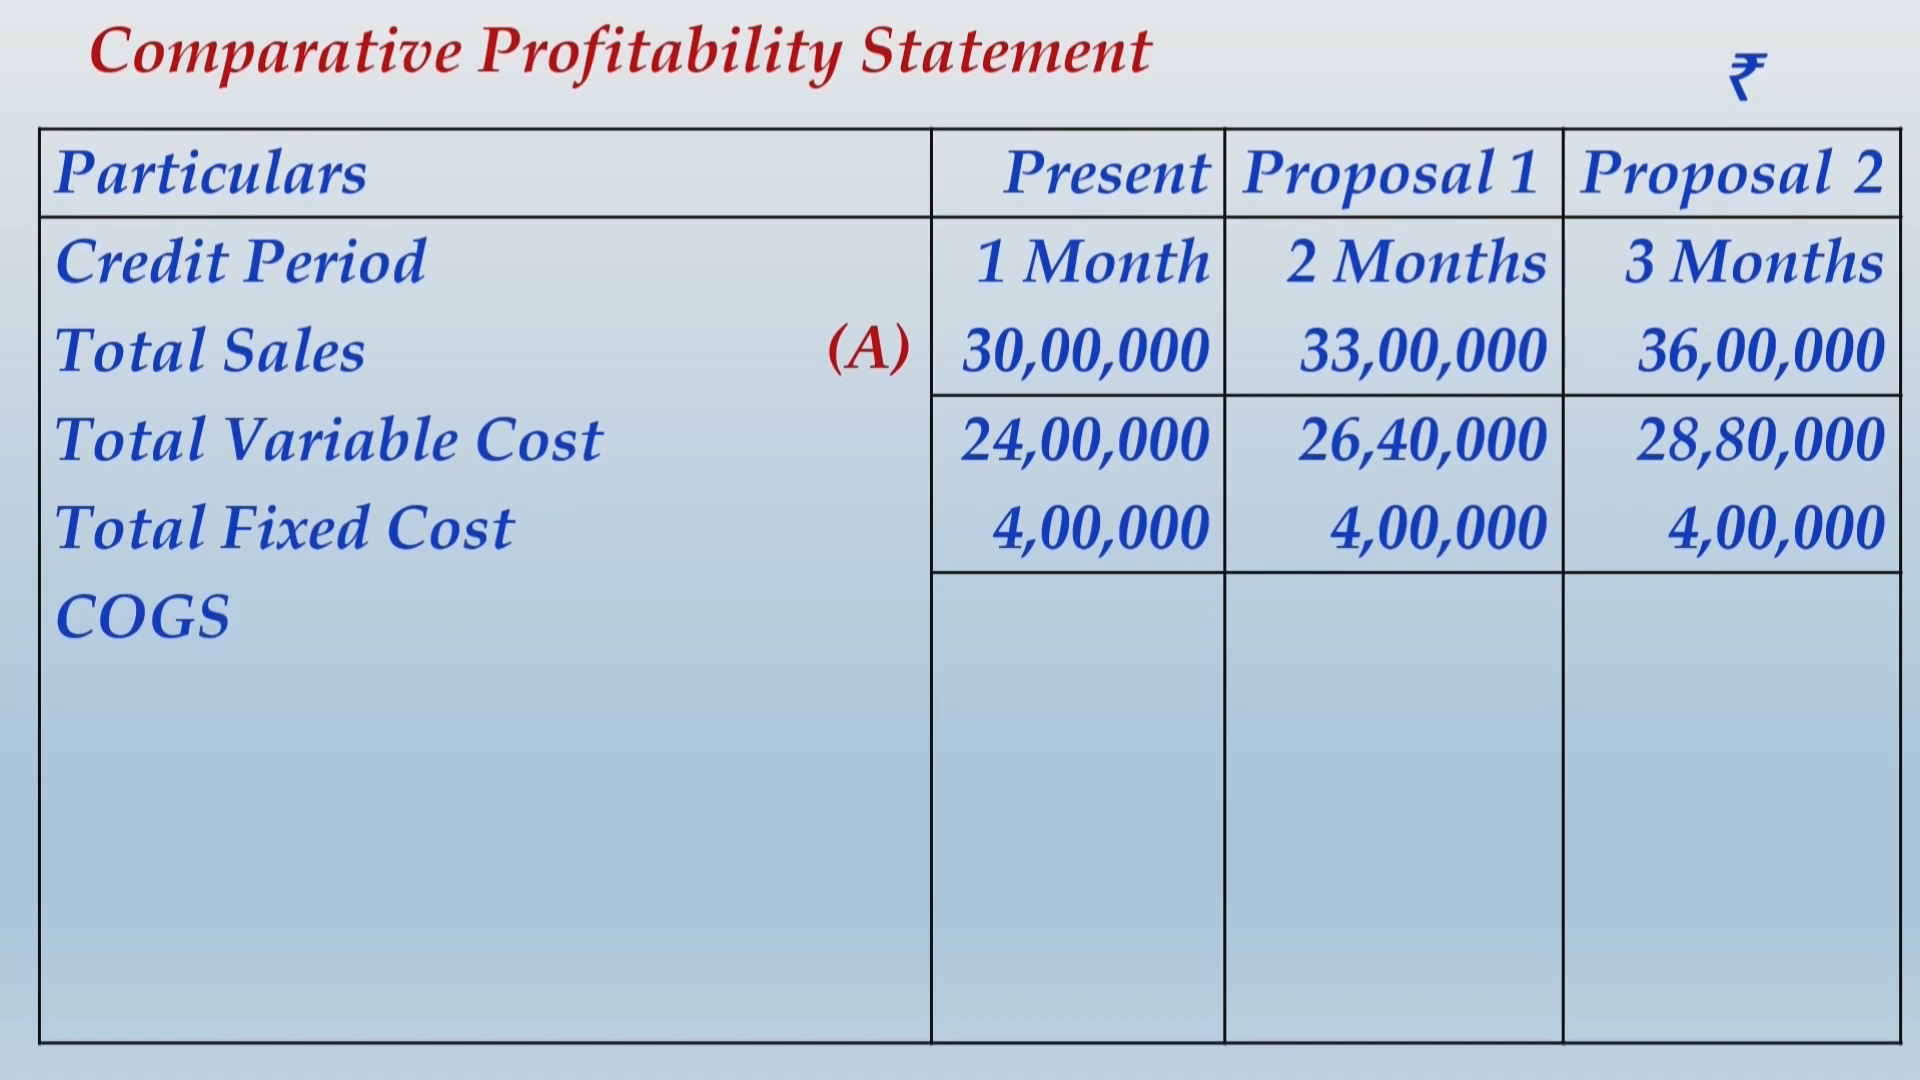 Comparative Profitability Statement
₹
Particulars Present Proposal 1 Proposal 2
Credit Period 1 Month 2 Months 3 Months
Total Sales (A) 30,00,000 33,00,000 36,00,000
Total Variable Cost 24,00,000 26,40,000 28,80,000
Total Fixed Cost 4,00,000 4,00,000 4,00,000
COGS